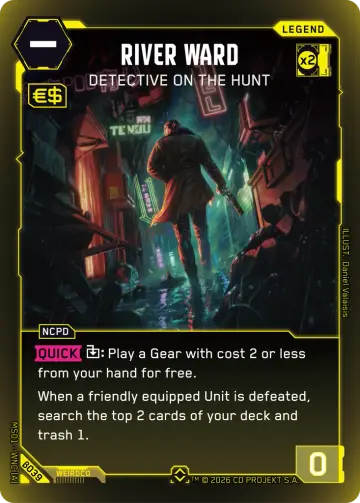 LEGEND
RIVER WARD
DETECTIVE ON THE HUNT
€$
x2
TENGU
ILLUST. Daniel Valaisis
NCPD
QUICK : Play a Gear with cost 2 or less
from your hand for free.
When a friendly equipped Unit is defeated,
search the top 2 cards of your deck and
trash 1.
WEIRDCO
™ © 2026 CD PROJEKT S.A.
0